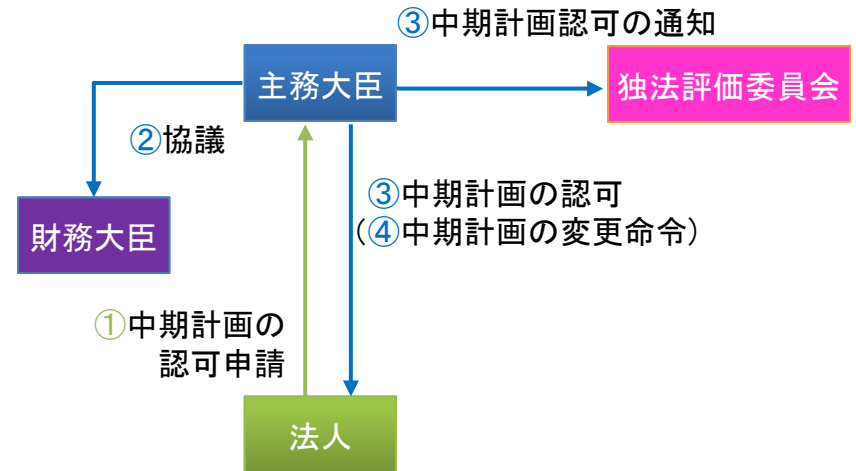 ③中期計画認可の通知
主務大臣
独法評価委員会
②協議
③中期計画の認可
（④中期計画の変更命令）
財務大臣
①中期計画の
認可申請
法人